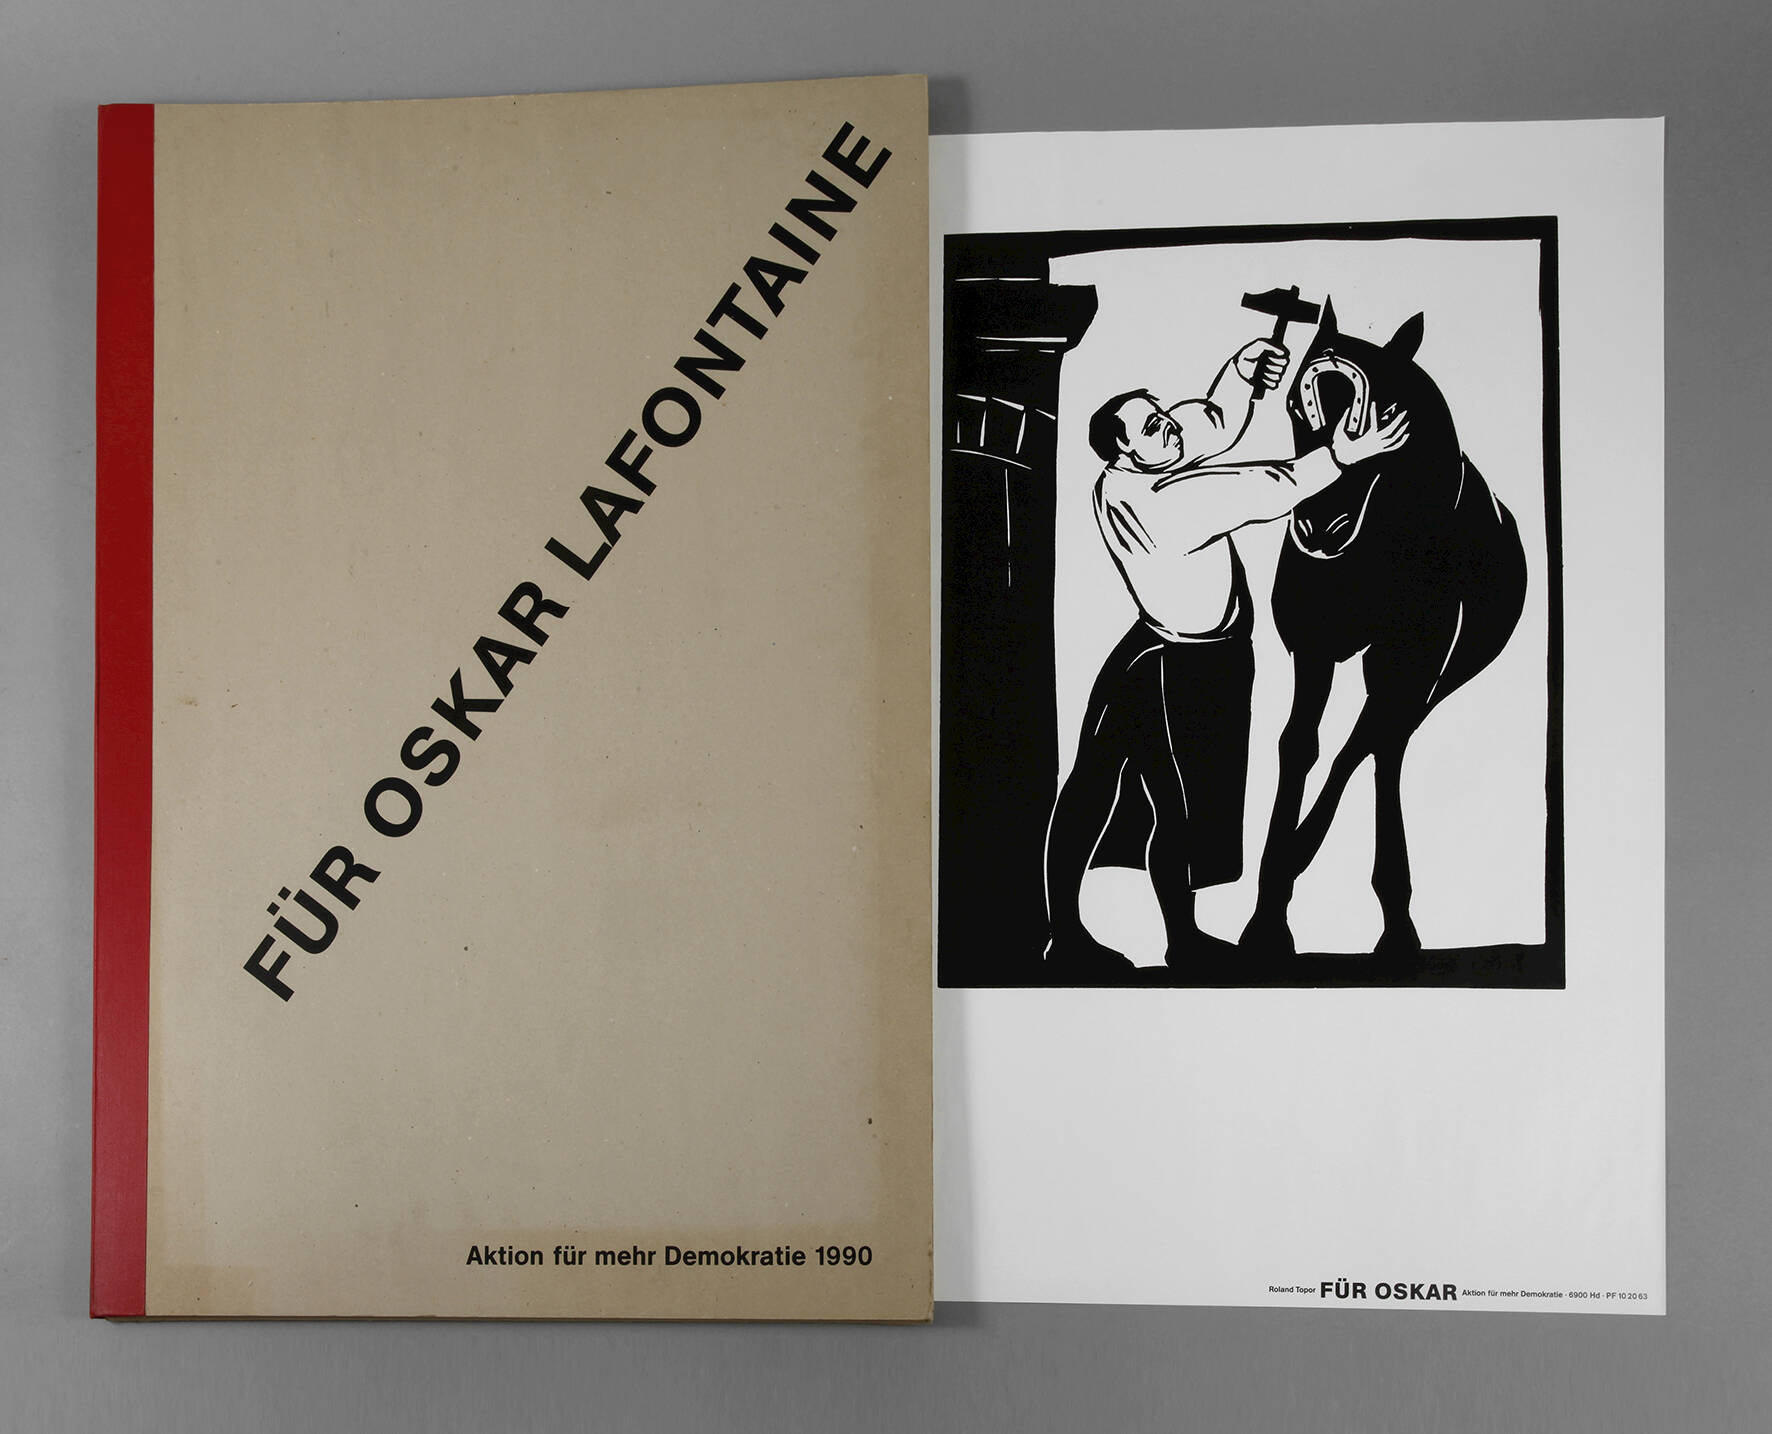 FÜR OSKAR LAFONTAINE
Aktion für mehr Demokratie 1990
Roland Topor FÜR OSKAR Aktion für mehr Demokratie · 6900 Hd · PF 10 20 63